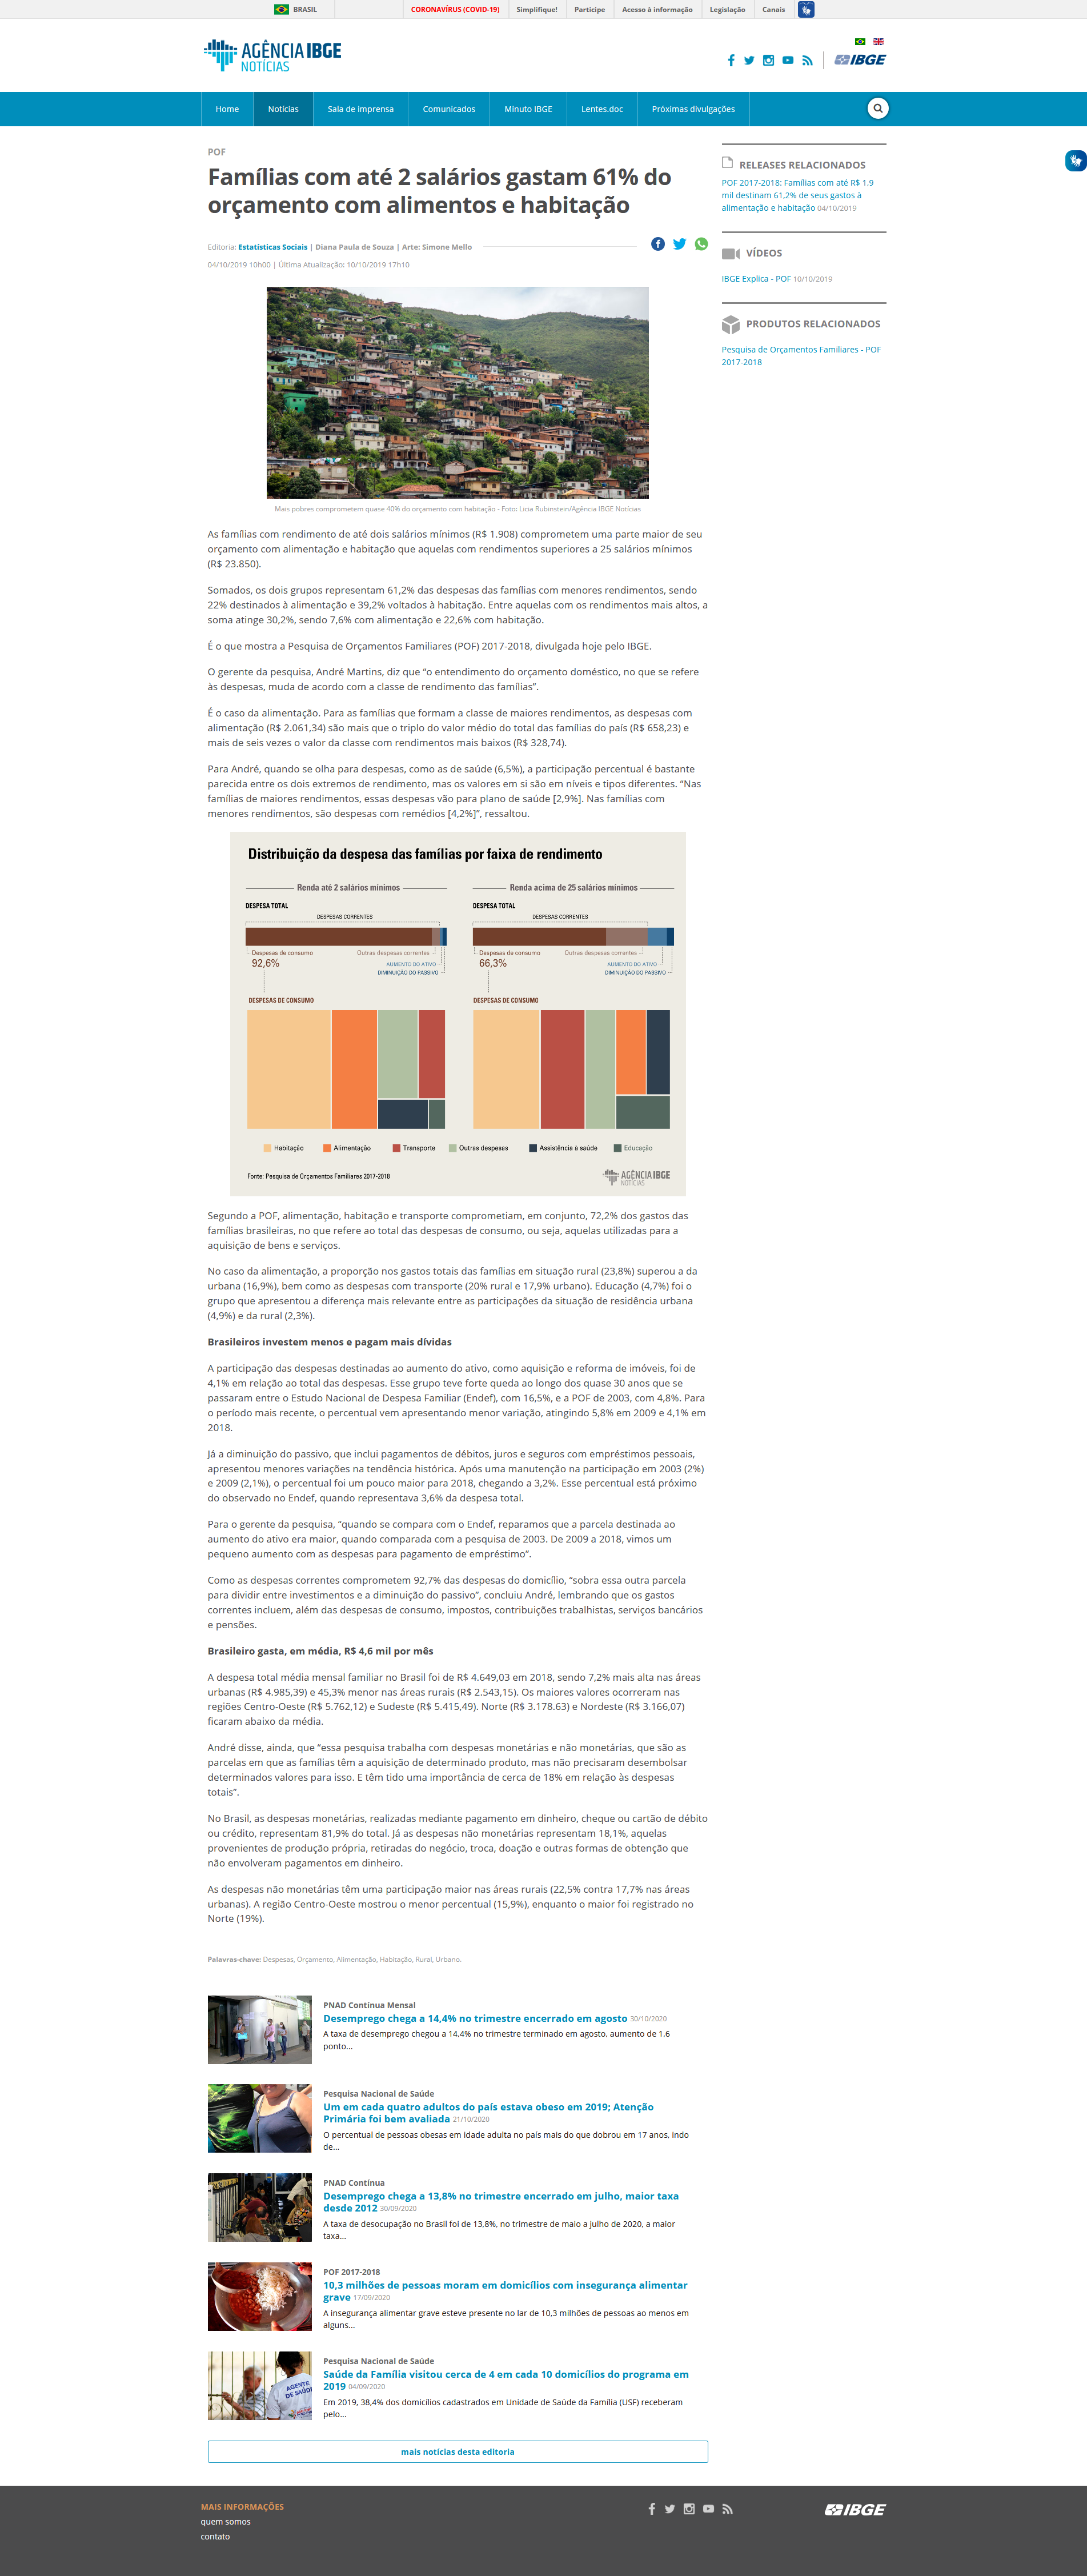 BRASIL
CORONAVÍRUS (COVID-19)
Simplifique!
Participe
Acesso à informação
Legislação
Canais
AGÊNCIA IBGE
NOTÍCIAS
IBGE
Home
Notícias
Sala de imprensa
Comunicados
Minuto IBGE
Lentes.doc
Próximas divulgações
POF
Famílias com até 2 salários gastam 61% do
orçamento com alimentos e habitação
Editoria: Estatísticas Sociais | Diana Paula de Souza | Arte: Simone Mello
04/10/2019 10h00 | Última Atualização: 10/10/2019 17h10
Mais pobres comprometem quase 40% do orçamento com habitação - Foto: Licia Rubinstein/Agência IBGE Notícias
As famílias com rendimento de até dois salários mínimos (R$ 1.908) comprometem uma parte maior de seu
orçamento com alimentação e habitação que aquelas com rendimentos superiores a 25 salários mínimos
(R$ 23.850).
Somados, os dois grupos representam 61,2% das despesas das famílias com menores rendimentos, sendo
22% destinados à alimentação e 39,2% voltados à habitação. Entre aquelas com os rendimentos mais altos, a
soma atinge 30,2%, sendo 7,6% com alimentação e 22,6% com habitação.
É o que mostra a Pesquisa de Orçamentos Familiares (POF) 2017-2018, divulgada hoje pelo IBGE.
O gerente da pesquisa, André Martins, diz que “o entendimento do orçamento doméstico, no que se refere
às despesas, muda de acordo com a classe de rendimento das famílias”.
É o caso da alimentação. Para as famílias que formam a classe de maiores rendimentos, as despesas com
alimentação (R$ 2.061,34) são mais que o triplo do valor médio do total das famílias do país (R$ 658,23) e
mais de seis vezes o valor da classe com rendimentos mais baixos (R$ 328,74).
Para André, quando se olha para despesas, como as de saúde (6,5%), a participação percentual é bastante
parecida entre os dois extremos de rendimento, mas os valores em si são em níveis e tipos diferentes. “Nas
famílias de maiores rendimentos, essas despesas vão para plano de saúde [2,9%]. Nas famílias com
menores rendimentos, são despesas com remédios [4,2%]”, ressaltou.
Distribuição da despesa das famílias por faixa de rendimento
Renda até 2 salários mínimos
DESPESA TOTAL
DESPESAS CORRENTES
Despesas de consumo
92,6%
Outras despesas correntes
AUMENTO DO ATIVO
DIMINUIÇÃO DO PASSIVO
DESPESAS DE CONSUMO
Renda acima de 25 salários mínimos
DESPESA TOTAL
DESPESAS CORRENTES
Despesas de consumo
66,3%
Outras despesas correntes
AUMENTO DO ATIVO
DIMINUIÇÃO DO PASSIVO
DESPESAS DE CONSUMO
Habitação
Alimentação
Transporte
Outras despesas
Assistência à saúde
Educação
Fonte: Pesquisa de Orçamentos Familiares 2017-2018
AGÊNCIA IBGE
NOTÍCIAS
Segundo a POF, alimentação, habitação e transporte comprometiam, em conjunto, 72,2% dos gastos das
famílias brasileiras, no que refere ao total das despesas de consumo, ou seja, aquelas utilizadas para a
aquisição de bens e serviços.
No caso da alimentação, a proporção nos gastos totais das famílias em situação rural (23,8%) superou a da
urbana (16,9%), bem como as despesas com transporte (20% rural e 17,9% urbano). Educação (4,7%) foi o
grupo que apresentou a diferença mais relevante entre as participações da situação de residência urbana
(4,9%) e da rural (2,3%).
Brasileiros investem menos e pagam mais dívidas
A participação das despesas destinadas ao aumento do ativo, como aquisição e reforma de imóveis, foi de
4,1% em relação ao total das despesas. Esse grupo teve forte queda ao longo dos quase 30 anos que se
passaram entre o Estudo Nacional de Despesa Familiar (Endef), com 16,5%, e a POF de 2003, com 4,8%. Para
o período mais recente, o percentual vem apresentando menor variação, atingindo 5,8% em 2009 e 4,1% em
2018.
Já a diminuição do passivo, que inclui pagamentos de débitos, juros e seguros com empréstimos pessoais,
apresentou menores variações na tendência histórica. Após uma manutenção na participação em 2003 (2%)
e 2009 (2,1%), o percentual foi um pouco maior para 2018, chegando a 3,2%. Esse percentual está próximo
do observado no Endef, quando representava 3,6% da despesa total.
Para o gerente da pesquisa, “quando se compara com o Endef, reparamos que a parcela destinada ao
aumento do ativo era maior, quando comparada com a pesquisa de 2003. De 2009 a 2018, vimos um
pequeno aumento com as despesas para pagamento de empréstimo”.
Como as despesas correntes comprometem 92,7% das despesas do domicílio, “sobra essa outra parcela
para dividir entre investimentos e a diminuição do passivo”, concluiu André, lembrando que os gastos
correntes incluem, além das despesas de consumo, impostos, contribuições trabalhistas, serviços bancários
e pensões.
Brasileiro gasta, em média, R$ 4,6 mil por mês
A despesa total média mensal familiar no Brasil foi de R$ 4.649,03 em 2018, sendo 7,2% mais alta nas áreas
urbanas (R$ 4.985,39) e 45,3% menor nas áreas rurais (R$ 2.543,15). Os maiores valores ocorreram nas
regiões Centro-Oeste (R$ 5.762,12) e Sudeste (R$ 5.415,49). Norte (R$ 3.178.63) e Nordeste (R$ 3.166,07)
ficaram abaixo da média.
André disse, ainda, que “essa pesquisa trabalha com despesas monetárias e não monetárias, que são as
parcelas em que as famílias têm a aquisição de determinado produto, mas não precisaram desembolsar
determinados valores para isso. E têm tido uma importância de cerca de 18% em relação às despesas
totais”.
No Brasil, as despesas monetárias, realizadas mediante pagamento em dinheiro, cheque ou cartão de débito
ou crédito, representam 81,9% do total. Já as despesas não monetárias representam 18,1%, aquelas
provenientes de produção própria, retiradas do negócio, troca, doação e outras formas de obtenção que
não envolveram pagamentos em dinheiro.
As despesas não monetárias têm uma participação maior nas áreas rurais (22,5% contra 17,7% nas áreas
urbanas). A região Centro-Oeste mostrou o menor percentual (15,9%), enquanto o maior foi registrado no
Norte (19%).
Palavras-chave: Despesas, Orçamento, Alimentação, Habitação, Rural, Urbano.
PNAD Contínua Mensal
Desemprego chega a 14,4% no trimestre encerrado em agosto 30/10/2020
A taxa de desemprego chegou a 14,4% no trimestre terminado em agosto, aumento de 1,6
ponto...
Pesquisa Nacional de Saúde
Um em cada quatro adultos do país estava obeso em 2019; Atenção
Primária foi bem avaliada 21/10/2020
O percentual de pessoas obesas em idade adulta no país mais do que dobrou em 17 anos, indo
de...
PNAD Contínua
Desemprego chega a 13,8% no trimestre encerrado em julho, maior taxa
desde 2012 30/09/2020
A taxa de desocupação no Brasil foi de 13,8%, no trimestre de maio a julho de 2020, a maior
taxa...
POF 2017-2018
10,3 milhões de pessoas moram em domicílios com insegurança alimentar
grave 17/09/2020
A insegurança alimentar grave esteve presente no lar de 10,3 milhões de pessoas ao menos em
alguns...
AGENTE
DE SAÚDE
Pesquisa Nacional de Saúde
Saúde da Família visitou cerca de 4 em cada 10 domicílios do programa em
2019 04/09/2020
Em 2019, 38,4% dos domicílios cadastrados em Unidade de Saúde da Família (USF) receberam
pelo...
mais notícias desta editoria
RELEASES RELACIONADOS
POF 2017-2018: Famílias com até R$ 1,9
mil destinam 61,2% de seus gastos à
alimentação e habitação 04/10/2019
VÍDEOS
IBGE Explica - POF 10/10/2019
PRODUTOS RELACIONADOS
Pesquisa de Orçamentos Familiares - POF
2017-2018
MAIS INFORMAÇÕES
quem somos
contato
IBGE